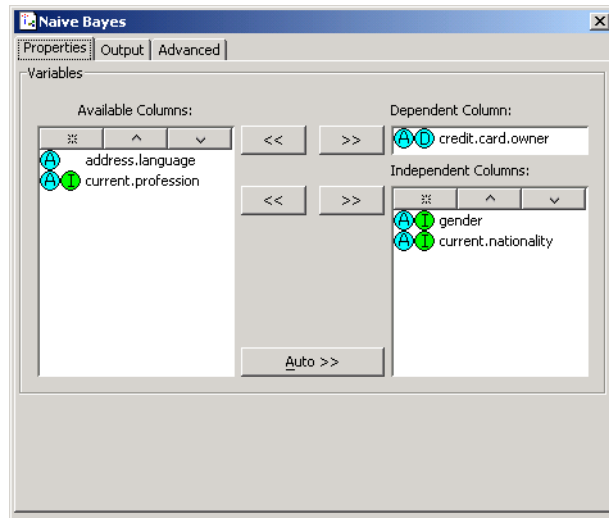 Naive Bayes
Properties Output Advanced
Variables
Available Columns:
Dependent Column:
<< >>
A D credit.card.owner
A address.language
A I current.profession
Independent Columns:
<< >>
A I gender
A I current.nationality
Auto >>